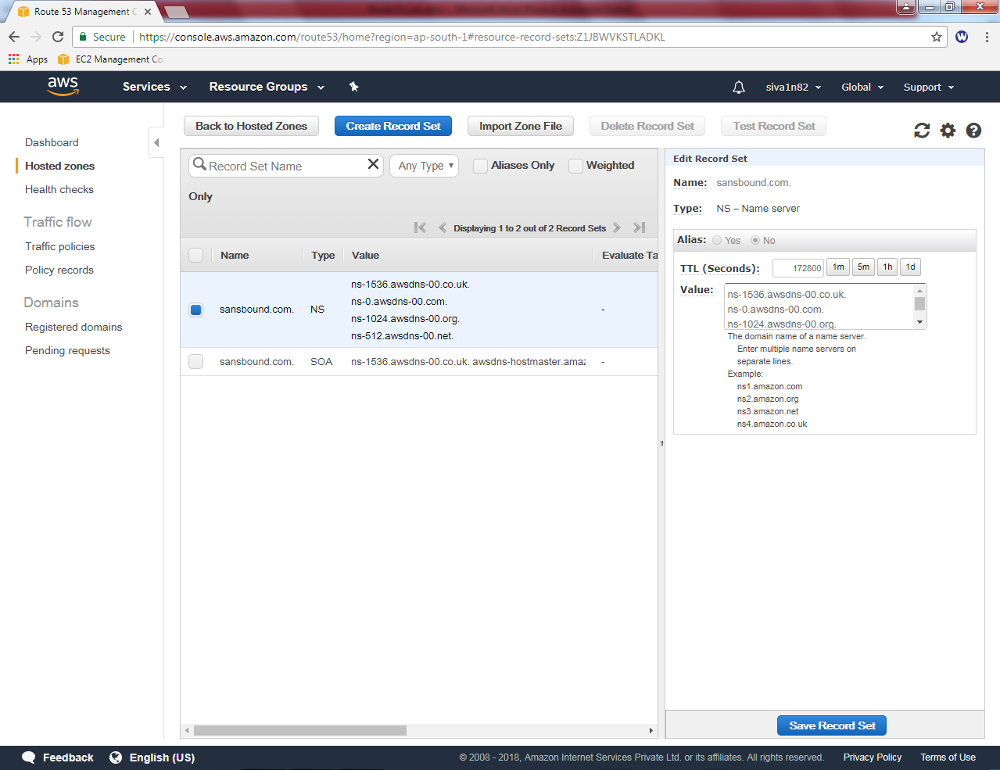 Route 53 Management C
Secure
https://console.aws.amazon.com/route53/home?region=ap-south-1#resource-record-sets:Z1JBWVKSTLADKL
W
Apps
EC2 Management Co
aws
Services
Resource Groups
siva1n82
Global
Support
Dashboard
Hosted zones
Health checks
Traffic flow
Traffic policies
Policy records
Domains
Registered domains
Pending requests
Back to Hosted Zones
Create Record Set
Import Zone File
Delete Record Set
Test Record Set
Record Set Name
Any Type
Aliases Only
Weighted
Only
Displaying 1 to 2 out of 2 Record Sets
Name
Type
Value
Evaluate Ta
sansbound.com.
NS
ns-1536.awsdns-00.co.uk.
ns-0.awsdns-00.com.
ns-1024.awsdns-00.org.
ns-512.awsdns-00.net.
-
sansbound.com.
SOA
ns-1536.awsdns-00.co.uk. awsdns-hostmaster.amaz
-
Edit Record Set
Name: sansbound.com.
Type: NS – Name server
Alias: Yes No
TTL (Seconds): 172800 1m 5m 1h 1d
Value:
ns-1536.awsdns-00.co.uk.
ns-0.awsdns-00.com.
ns-1024.awsdns-00.org.
The domain name of a name server.
Enter multiple name servers on
separate lines.
Example:
ns1.amazon.com
ns2.amazon.org
ns3.amazon.net
ns4.amazon.co.uk
Save Record Set
Feedback
English (US)
© 2008 - 2018, Amazon Internet Services Private Ltd. or its affiliates. All rights reserved.
Privacy Policy
Terms of Use